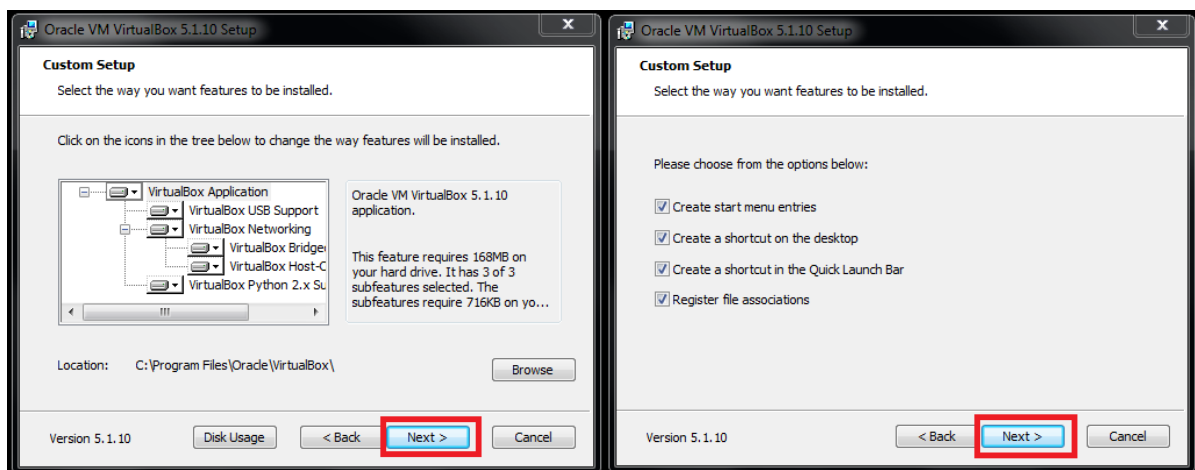 Oracle VM VirtualBox 5.1.10 Setup
X
Custom Setup
Select the way you want features to be installed.
Click on the icons in the tree below to change the way features will be installed.
VirtualBox Application
VirtualBox USB Support
VirtualBox Networking
VirtualBox Bridge
VirtualBox Host-C
VirtualBox Python 2.x Su
Oracle VM VirtualBox 5.1.10
application.
This feature requires 168MB on
your hard drive. It has 3 of 3
subfeatures selected. The
subfeatures require 716KB on yo...
Location: C:\Program Files\Oracle\VirtualBox\
Browse
Version 5.1.10
Disk Usage
< Back
Next >
Cancel
Oracle VM VirtualBox 5.1.10 Setup
X
Custom Setup
Select the way you want features to be installed.
Please choose from the options below:
Create start menu entries
Create a shortcut on the desktop
Create a shortcut in the Quick Launch Bar
Register file associations
Version 5.1.10
< Back
Next >
Cancel